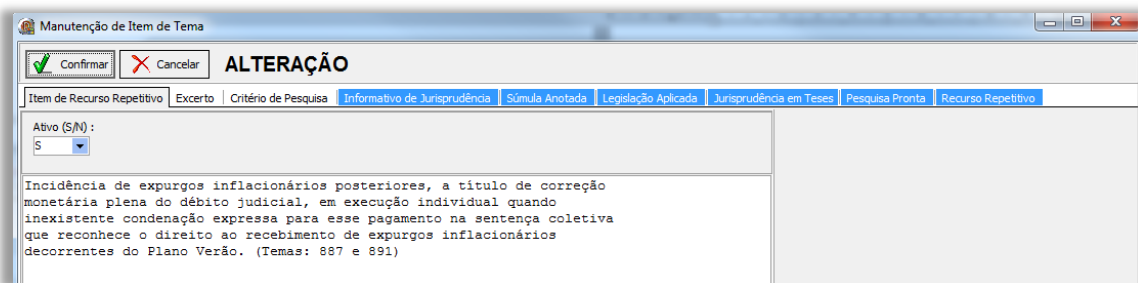 Manutenção de Item de Tema
Confirmar Cancelar ALTERAÇÃO
Item de Recurso Repetitivo Excerto Critério de Pesquisa Informativo de Jurisprudência Súmula Anotada Legislação Aplicada Jurisprudência em Teses Pesquisa Pronta Recurso Repetitivo
Ativo (S/N) :
S
Incidência de expurgos inflacionários posteriores, a título de correção
monetária plena do débito judicial, em execução individual quando
inexistente condenação expressa para esse pagamento na sentença coletiva
que reconhece o direito ao recebimento de expurgos inflacionários
decorrentes do Plano Verão. (Temas: 887 e 891)